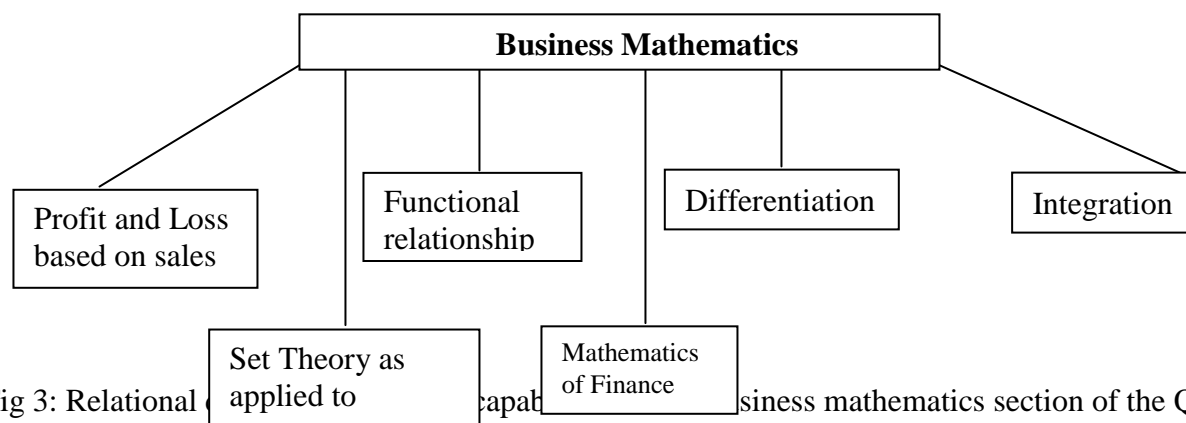 Business Mathematics
Profit and Loss
based on sales
Functional
relationship
Differentiation
Integration
Set Theory as
applied to
Mathematics
of Finance
ig 3: Relational siness mathematics section of the